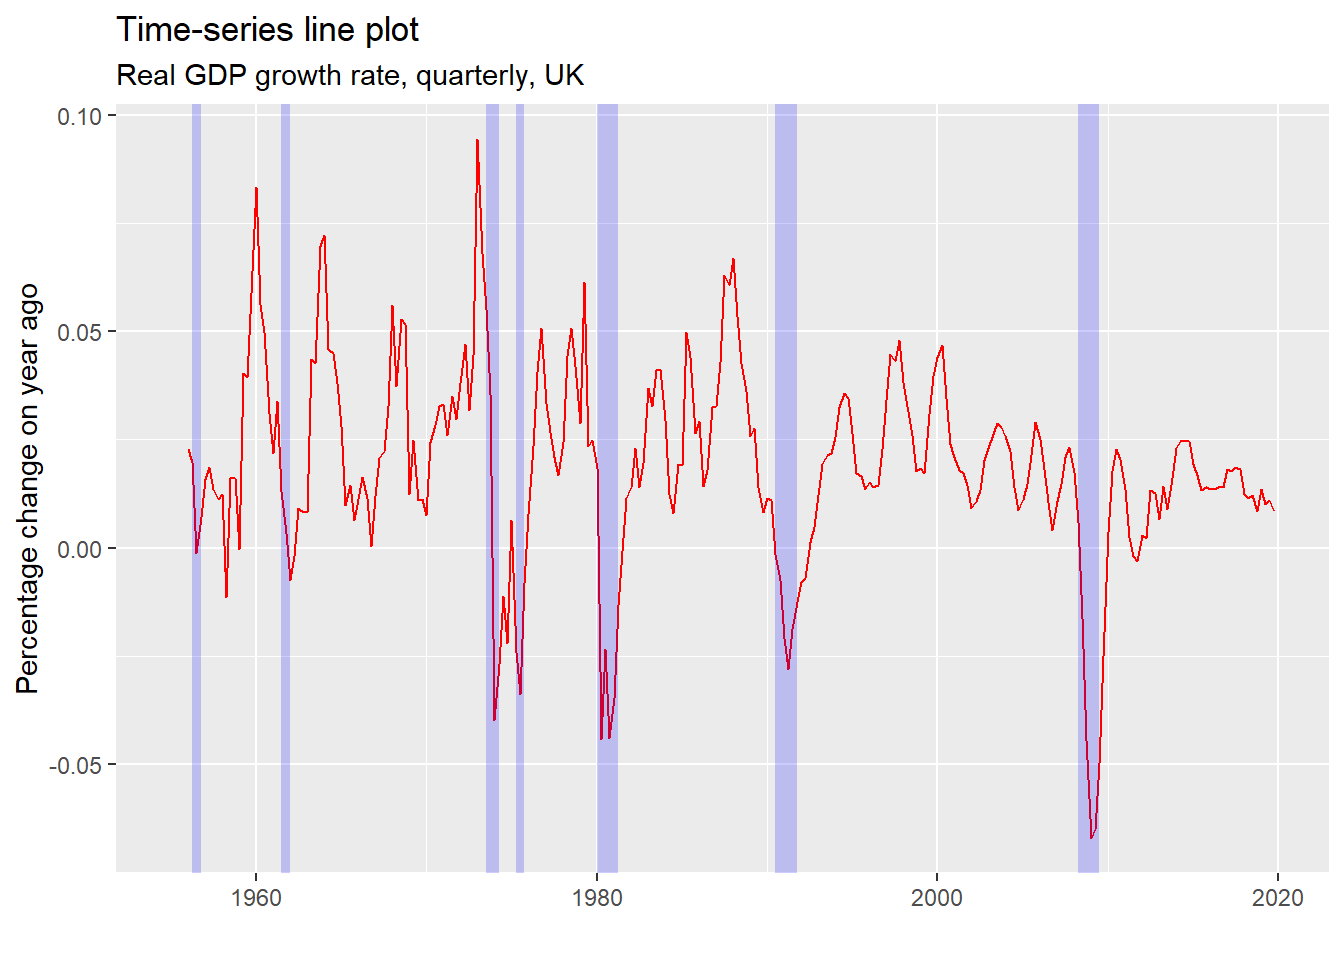 Time-series line plot
Real GDP growth rate, quarterly, UK
Percentage change on year ago
0.10
0.05
0.00
-0.05
1960
1980
2000
2020